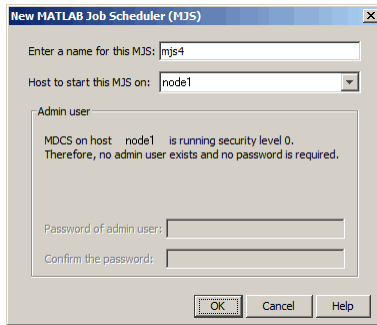 New MATLAB Job Scheduler (MJS)
Enter a name for this MJS: mjs4
Host to start this MJS on: node1
Admin user
MDCS on host node1 is running security level 0.
Therefore, no admin user exists and no password is required.
Password of admin user:
Confirm the password:
OK Cancel Help